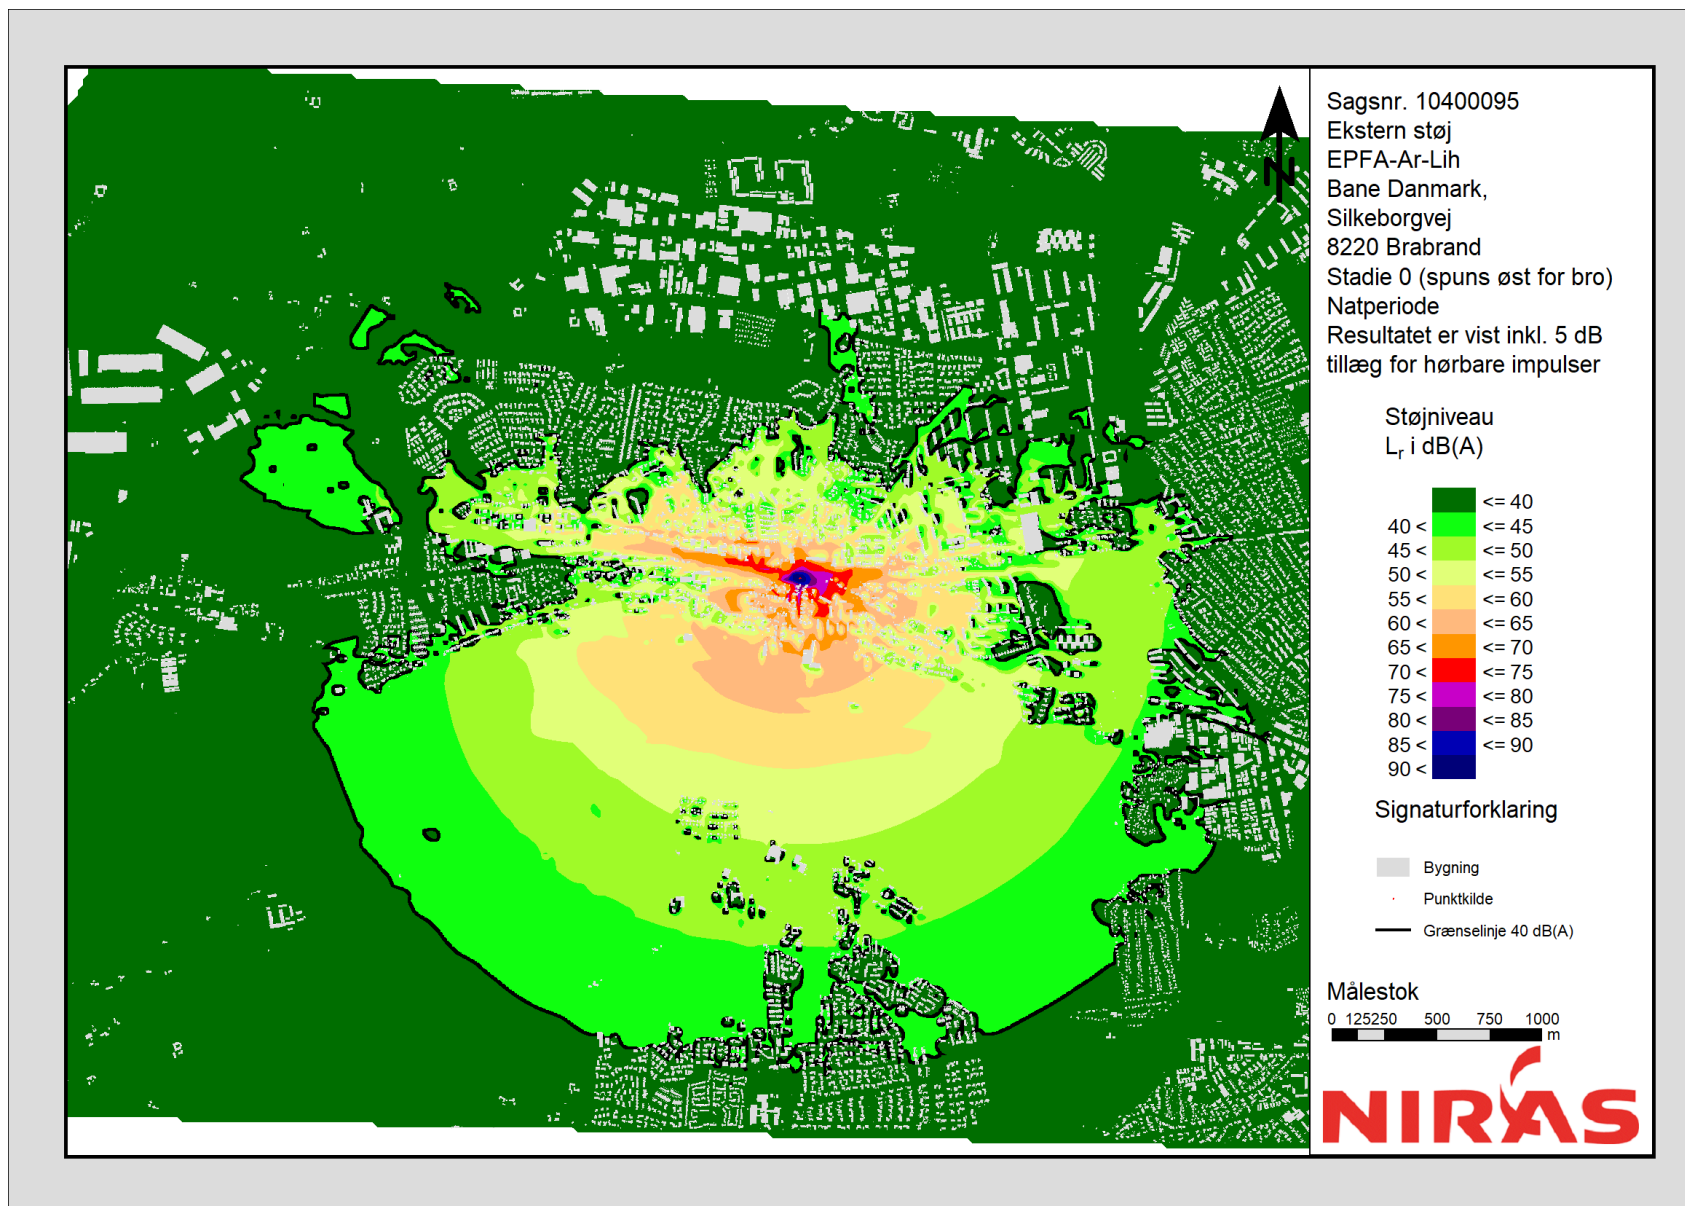 N
Sagsnr. 10400095
Ekstern støj
EPFA-Ar-Lih
Bane Danmark,
Silkeborgvej
8220 Brabrand
Stadie 0 (spuns øst for bro)
Natperiode
Resultatet er vist inkl. 5 dB
tillæg for hørbare impulser
Støjniveau
Lr i dB(A)
<= 40
40 < <= 45
45 < <= 50
50 < <= 55
55 < <= 60
60 < <= 65
65 < <= 70
70 < <= 75
75 < <= 80
80 < <= 85
85 < <= 90
90 <
Signaturforklaring
Bygning
Punktkilde
Grænselinje 40 dB(A)
Målestok
0 125250 500 750 1000
m
NIRAS